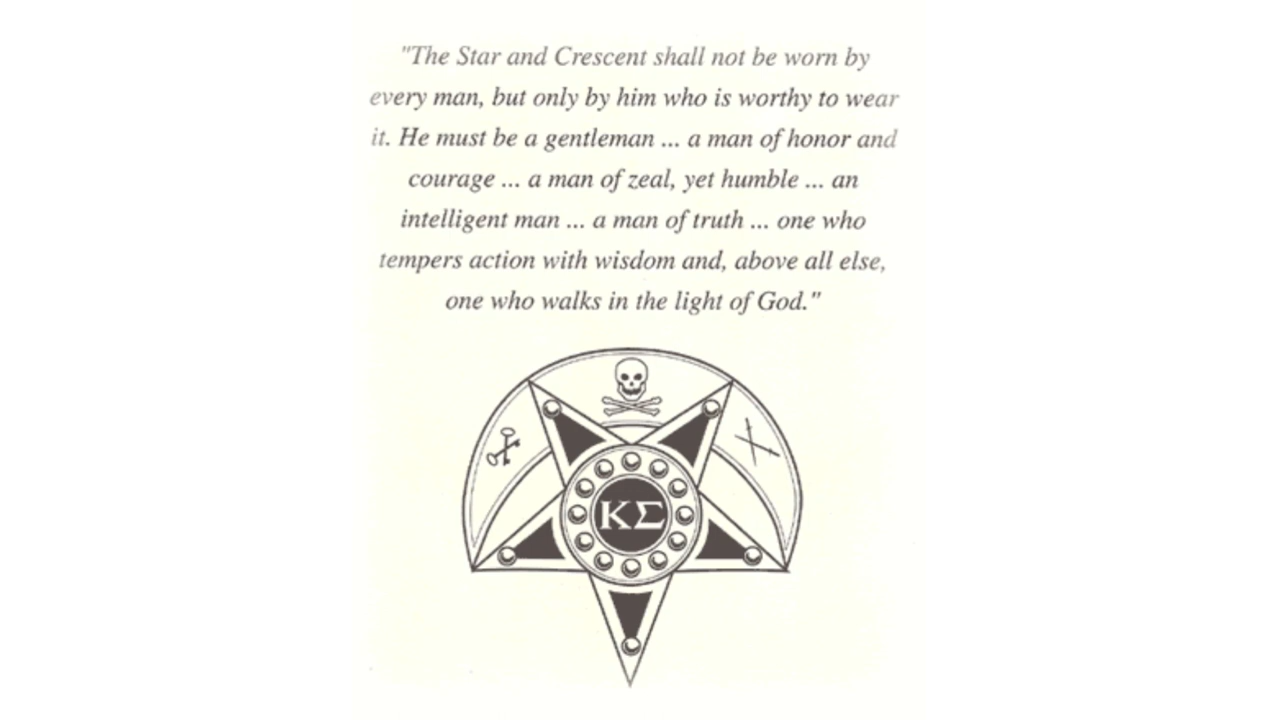 "The Star and Crescent shall not be worn by
every man, but only by him who is worthy to wear
it. He must be a gentleman ... a man of honor and
courage ... a man of zeal, yet humble ... an
intelligent man ... a man of truth ... one who
tempers action with wisdom and, above all else,
one who walks in the light of God."
ΚΣ